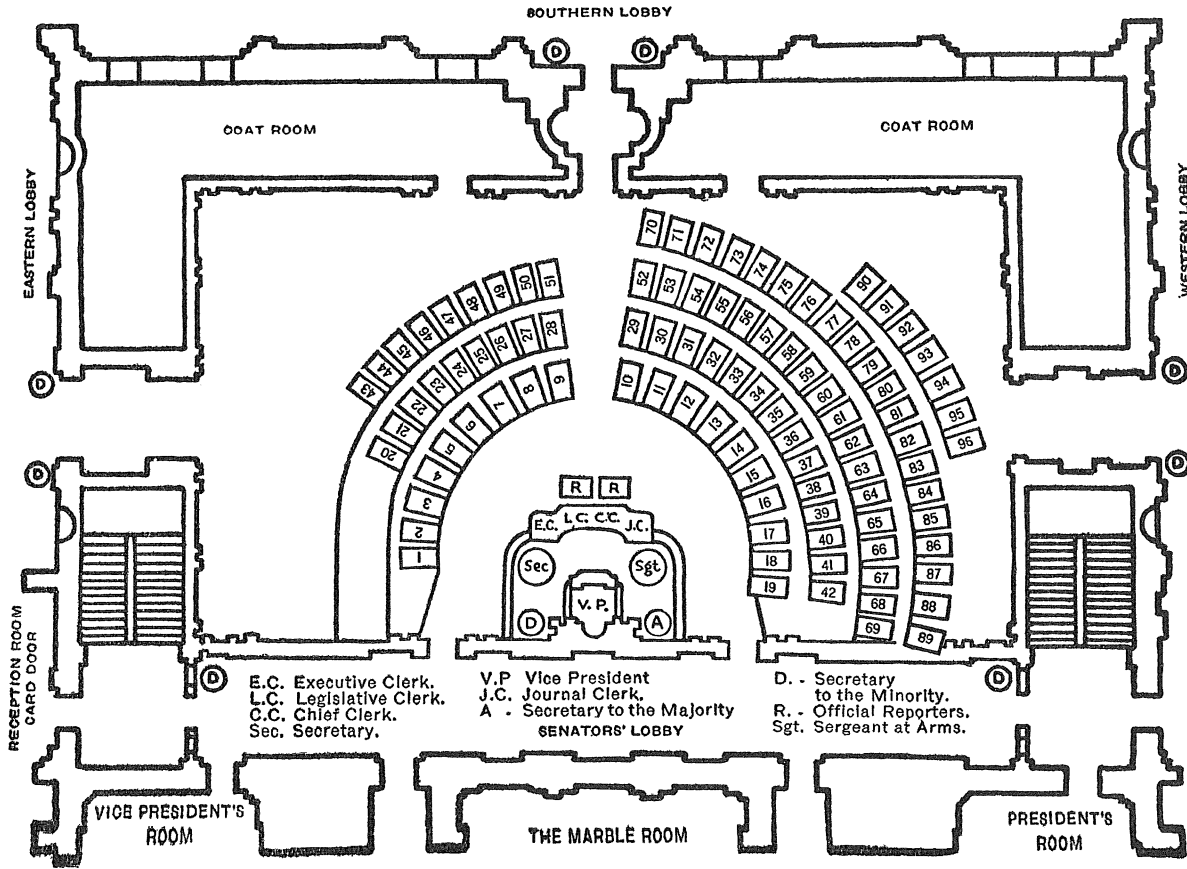 SOUTHERN LOBBY
D
D
COAT ROOM
COAT ROOM
EASTERN LOBBY
WESTERN LOBBY
70 71 72 73 74 75 76 77 78 79 80 81 82 83 84 85 86 87 88 89
90 91 92 93 94 95 96
43 44 45 46 47 48 49 50 51
52 53 54 55 56 57 58 59 60 61 62 63 64 65 66 67 68 69
20 21 22 23 24 25 26 27 28
29 30 31 32 33 34 35 36 37 38 39 40 41 42
1 2 3 4 5 6 7 8 9
10 11 12 13 14 15 16 17 18 19
D
D
D
D
R R
E.C. L.C. C.C. J.C.
Sec Sgt
V.P.
D A
RECEPTION ROOM
CARD DOOR
D
D
E.C. Executive Clerk.
L.C. Legislative Clerk.
C.C. Chief Clerk.
Sec. Secretary.
V.P Vice President
J.C. Journal Clerk.
A - Secretary to the Majority
D. - Secretary
to the Minority.
R. - Official Reporters.
Sgt. Sergeant at Arms.
SENATORS' LOBBY
VICE PRESIDENT'S
ROOM
THE MARBLE ROOM
PRESIDENT'S
ROOM